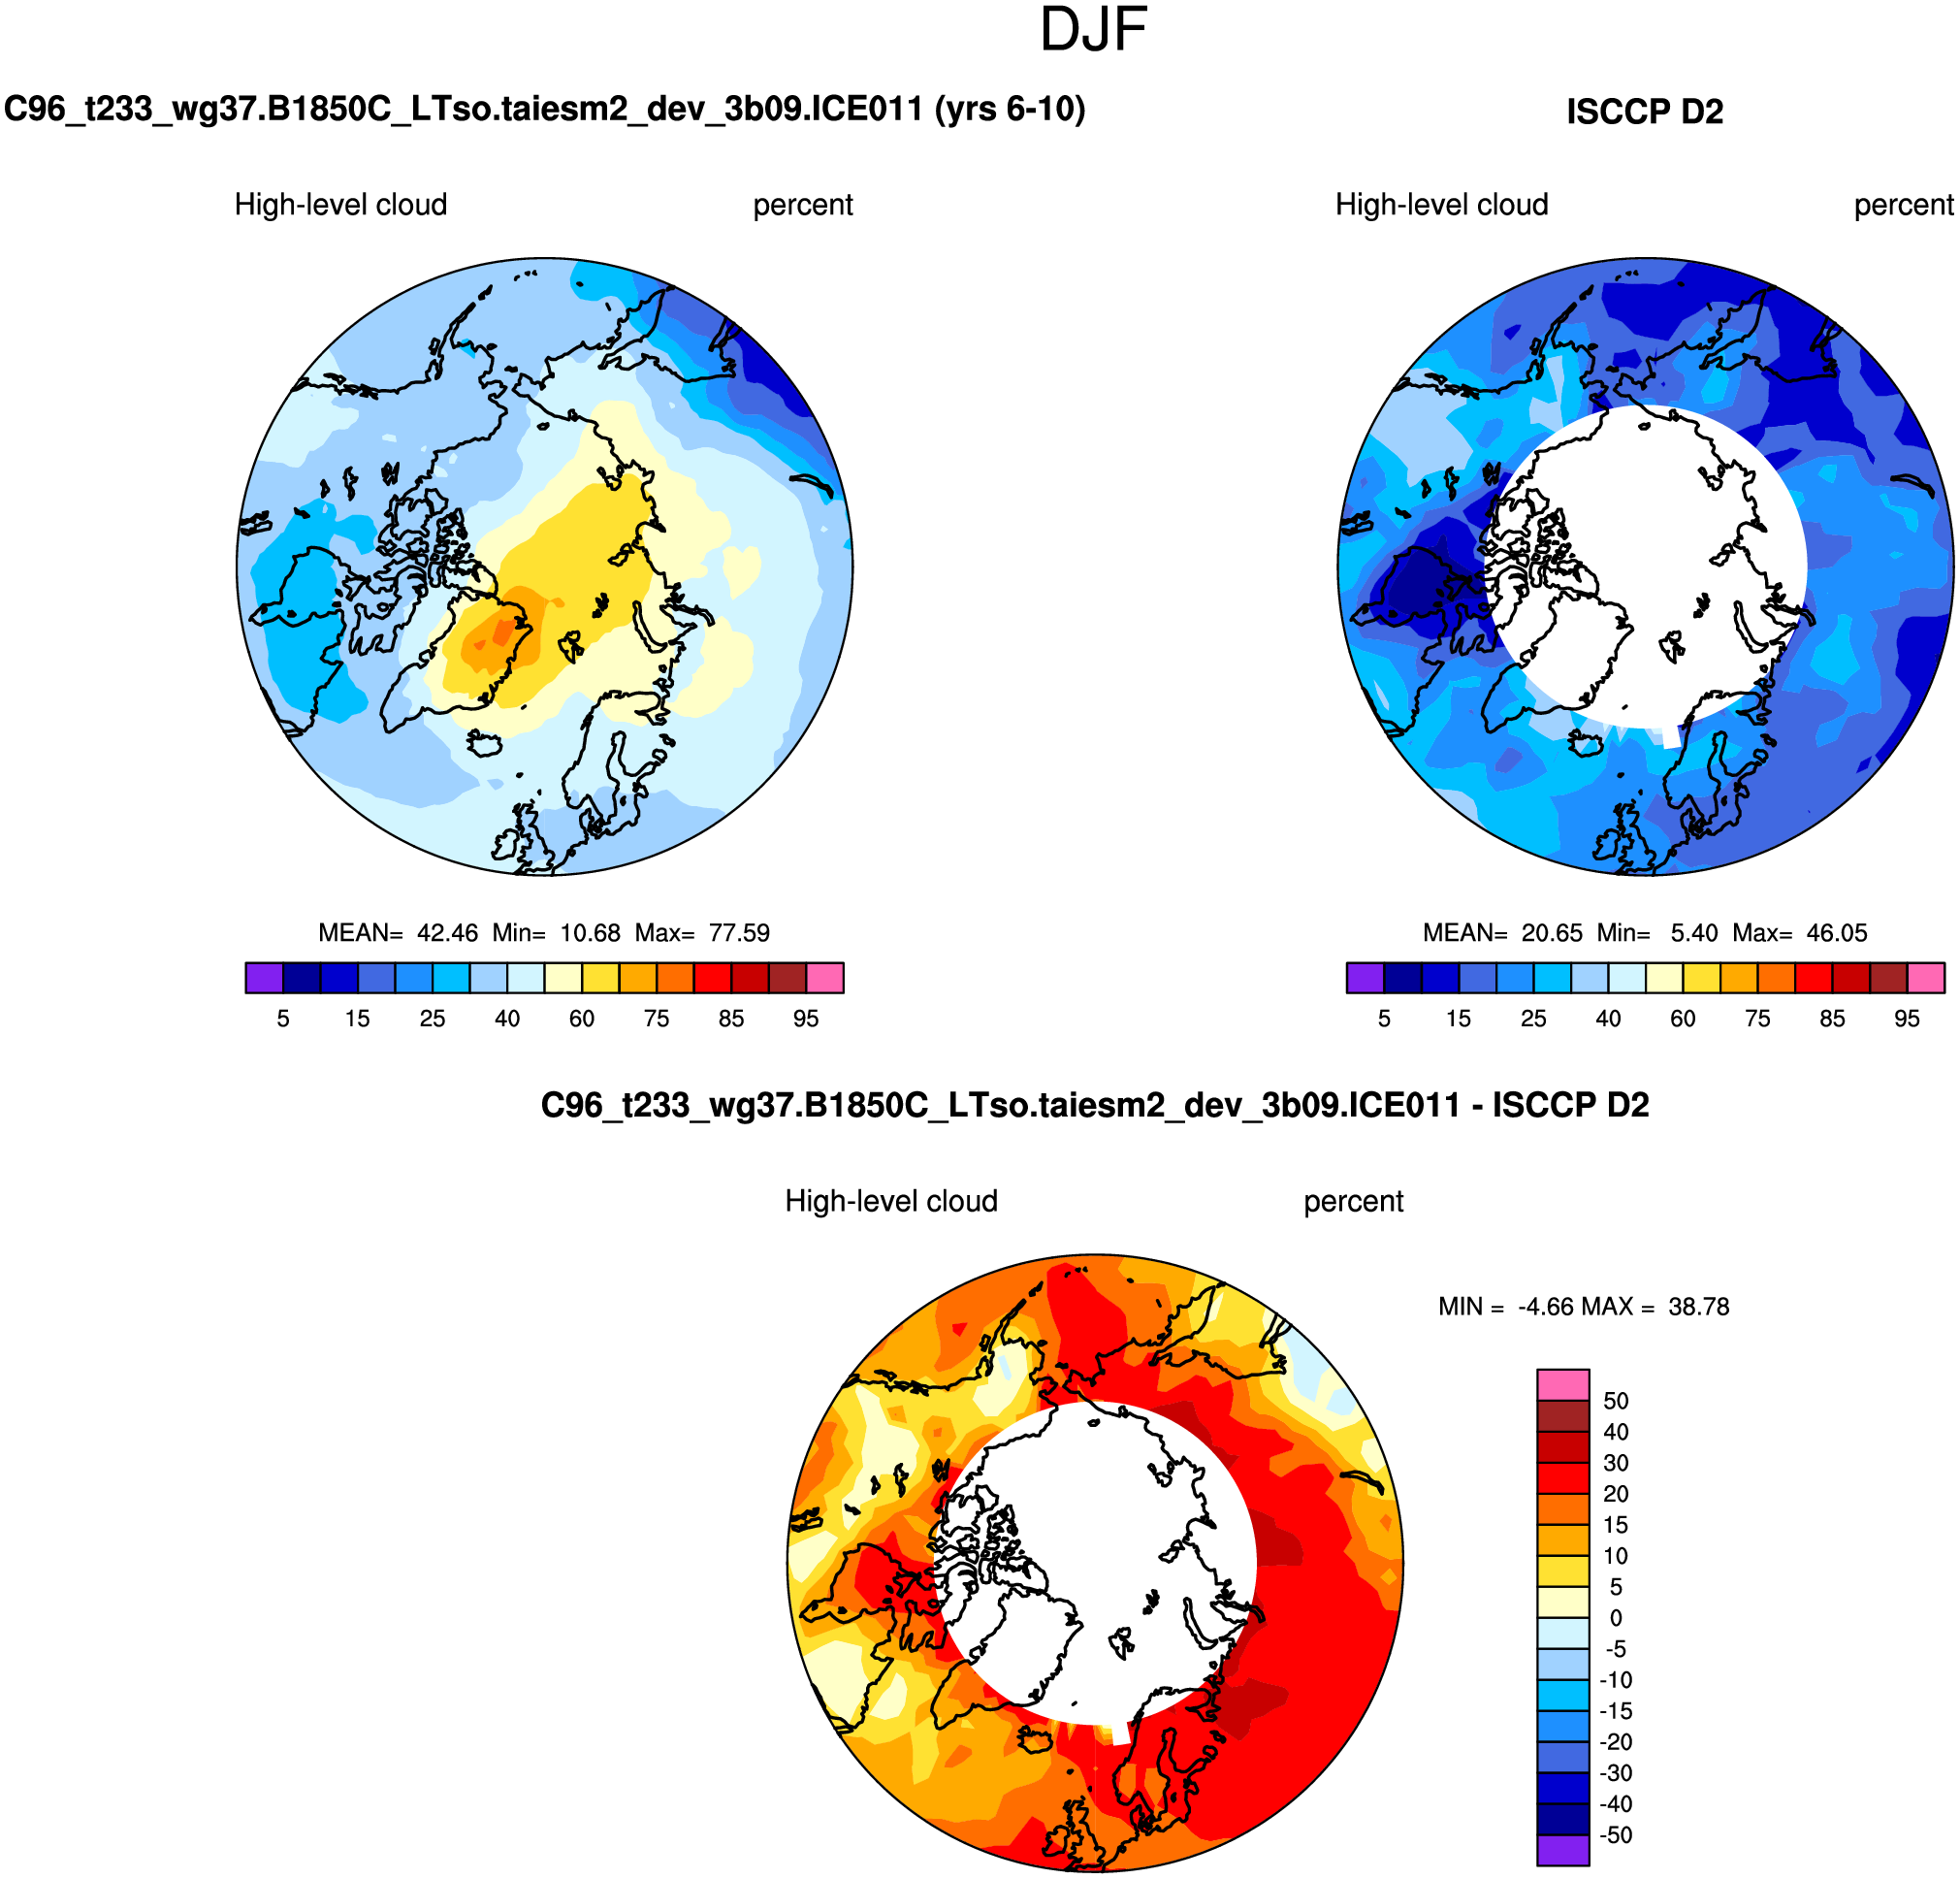 DJF
C96_t233_wg37.B1850C_LTso.taiesm2_dev_3b09.ICE011 (yrs 6-10)
ISCCP D2
High-level cloud percent
High-level cloud percent
MEAN= 42.46 Min= 10.68 Max= 77.59
MEAN= 20.65 Min= 5.40 Max= 46.05
5 15 25 40 60 75 85 95
5 15 25 40 60 75 85 95
C96_t233_wg37.B1850C_LTso.taiesm2_dev_3b09.ICE011 - ISCCP D2
High-level cloud percent
MIN = -4.66 MAX = 38.78
50
40
30
20
15
10
5
0
-5
-10
-15
-20
-30
-40
-50